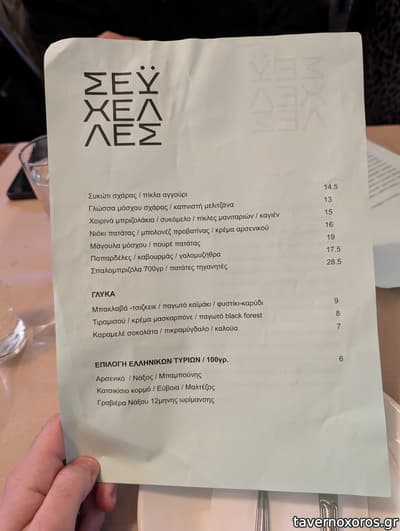 ΣΕΫ
ΧΕΛ
ΛΕΣ
Συκώτι σχάρας / πίκλα αγγούρι 14.5
Γλώσσα μόσχου σχάρας / καπνιστή μελιτζάνα 13
Χοιρινά μπριζολάκια / συκόμελο / πίκλες μανιταριών / καγιέν 15
Νιόκι πατάτας / μπολονέζ προβατίνας / κρέμα αρσενικού 16
Μάγουλα μόσχου / πουρέ πατάτας 19
Παπαρδέλες / καβουρμάς / γαλομυζήθρα 17.5
Σπαλομπριζόλα 700γρ / πατάτες τηγανητές 28.5
ΓΛΥΚΑ
Μπακλαβά -τσιζκεικ / παγωτό καϊμάκι / φυστίκι-καρύδι 9
Τιραμισού / κρέμα μασκαρπόνε / παγωτό black forest 8
Καραμελέ σοκολάτα / πικραμύγδαλο / καλούα 7
ΕΠΙΛΟΓΗ ΕΛΛΗΝΙΚΩΝ ΤΥΡΙΩΝ / 100γρ. 6
Αρσενικό / Νάξος / Μπαμπούνης
Κατσικίσιο κορμό / Εύβοια / Μαλτέζος
Γραβιέρα Νάξου 12μηνης ωρίμανσης
tavernoxoros.gr